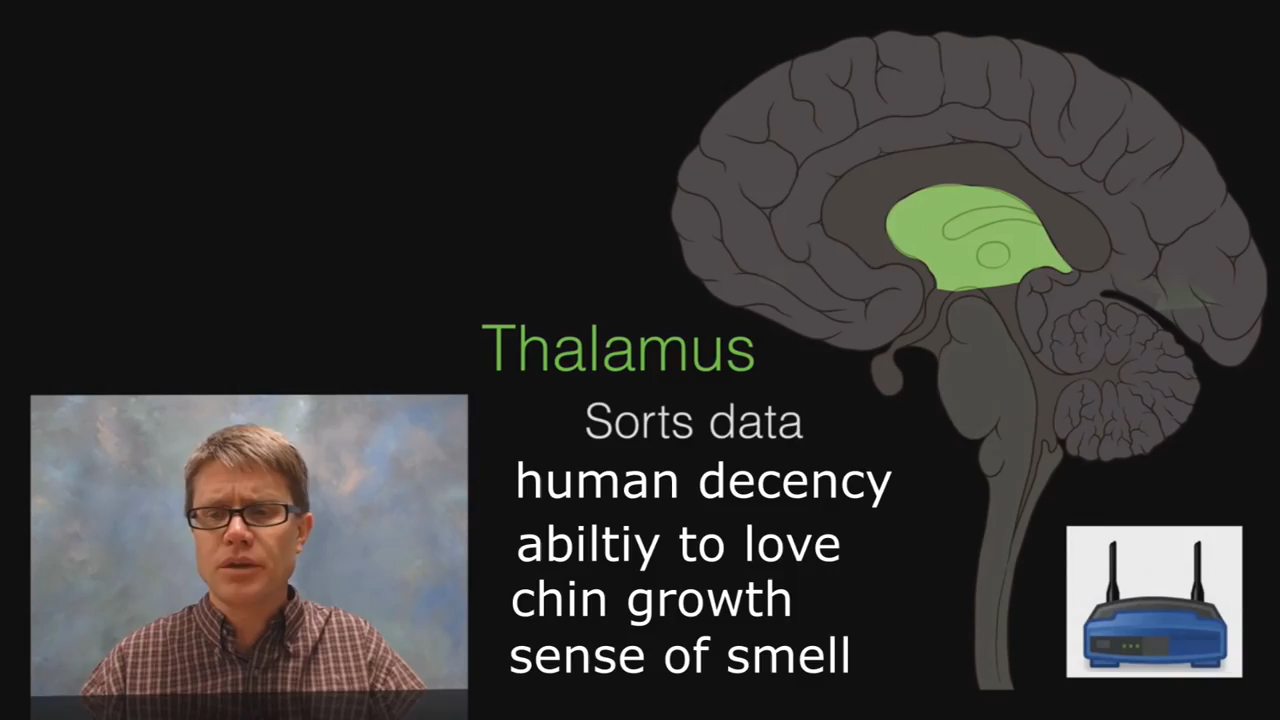 Thalamus
Sorts data
human decency
abiltiy to love
chin growth
sense of smell